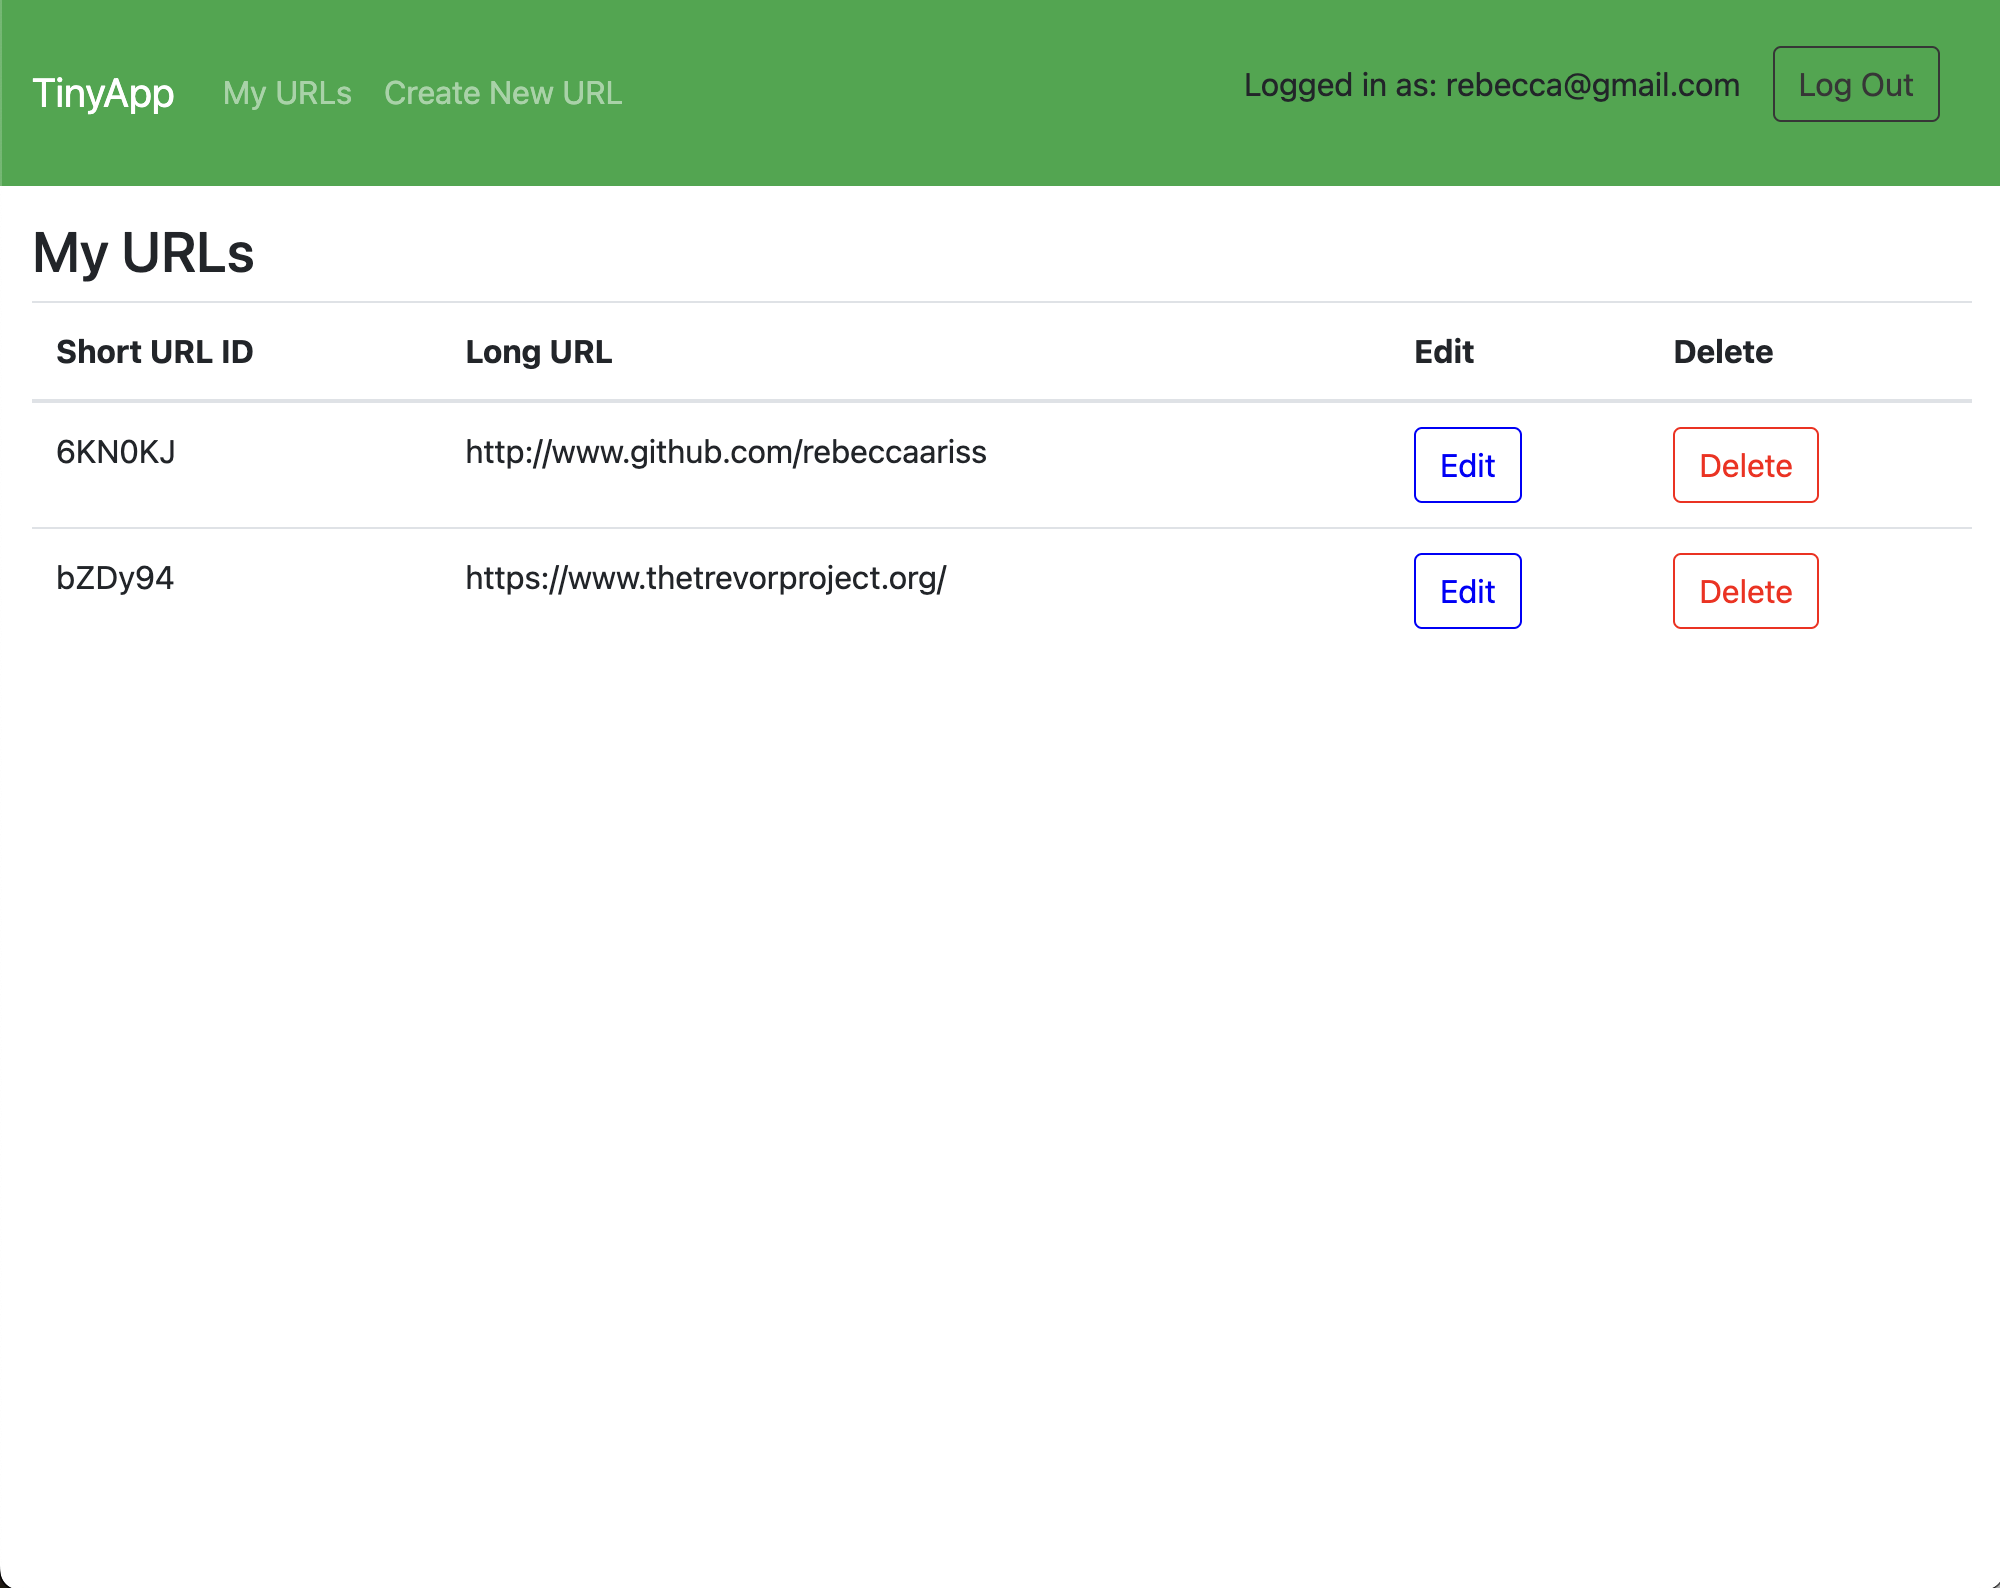 TinyApp My URLs Create New URL Logged in as: rebecca@gmail.com Log Out
My URLs
Short URL ID Long URL Edit Delete
6KN0KJ http://www.github.com/rebeccaariss Edit Delete
bZDy94 https://www.thetrevorproject.org/ Edit Delete